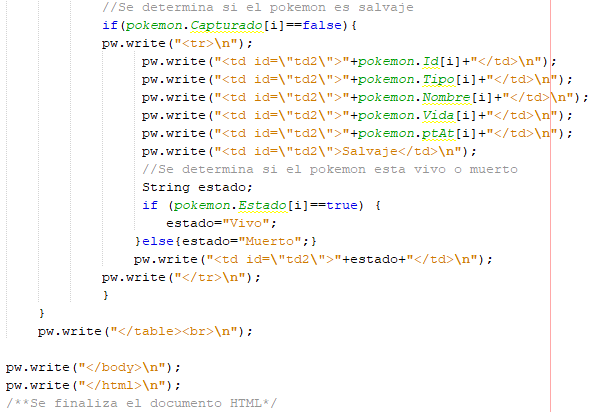 //Se determina si el pokemon es salvaje
if(pokemon.Capturado[i]==false){
pw.write("<tr>\n");
pw.write("<td id=\"td2\">"+pokemon.Id[i]+"</td>\n");
pw.write("<td id=\"td2\">"+pokemon.Tipo[i]+"</td>\n");
pw.write("<td id=\"td2\">"+pokemon.Nombre[i]+"</td>\n");
pw.write("<td id=\"td2\">"+pokemon.Vida[i]+"</td>\n");
pw.write("<td id=\"td2\">"+pokemon.ptAt[i]+"</td>\n");
pw.write("<td id=\"td2\">Salvaje</td>\n");
//Se determina si el pokemon esta vivo o muerto
String estado;
if (pokemon.Estado[i]==true) {
estado="Vivo";
}else{estado="Muerto";}
pw.write("<td id=\"td2\">"+estado+"</td>\n");
pw.write("</tr>\n");
}
}
pw.write("</table><br>\n");
pw.write("</body>\n");
pw.write("</html>\n");
/**Se finaliza el documento HTML*/